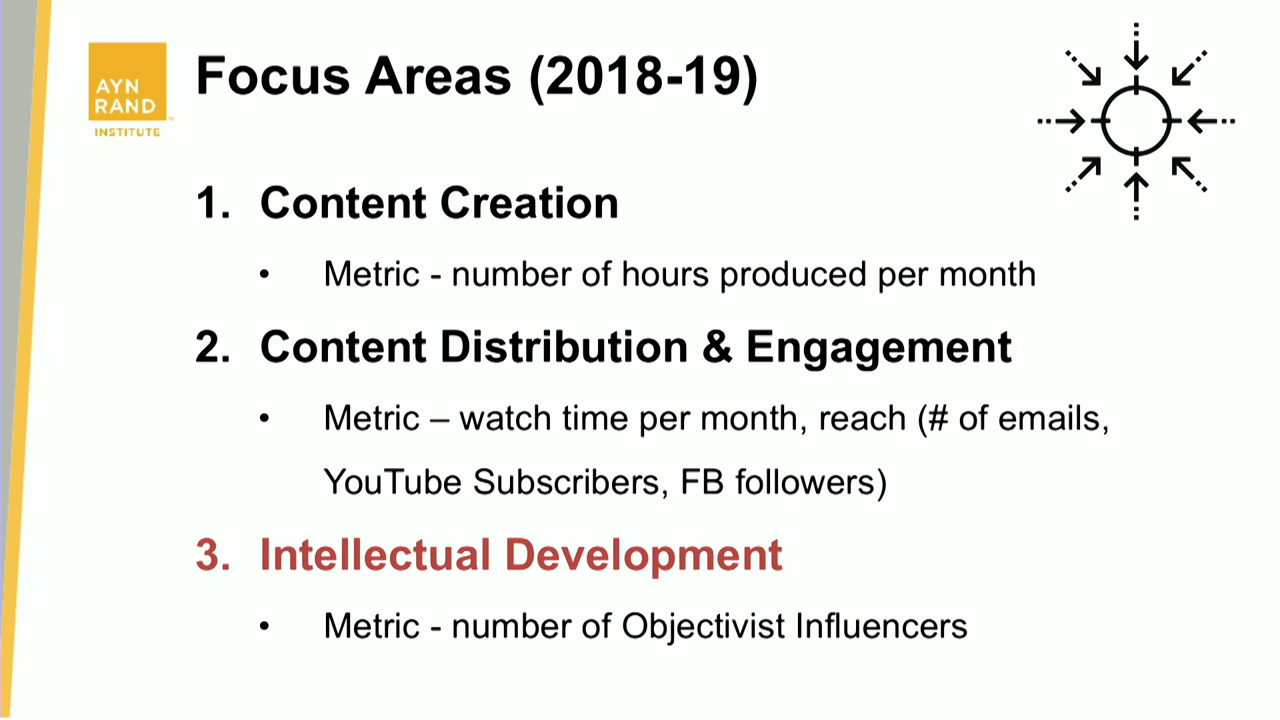 AYN
RAND
INSTITUTE
Focus Areas (2018-19)
1. Content Creation
• Metric - number of hours produced per month
2. Content Distribution & Engagement
• Metric – watch time per month, reach (# of emails,
YouTube Subscribers, FB followers)
3. Intellectual Development
• Metric - number of Objectivist Influencers